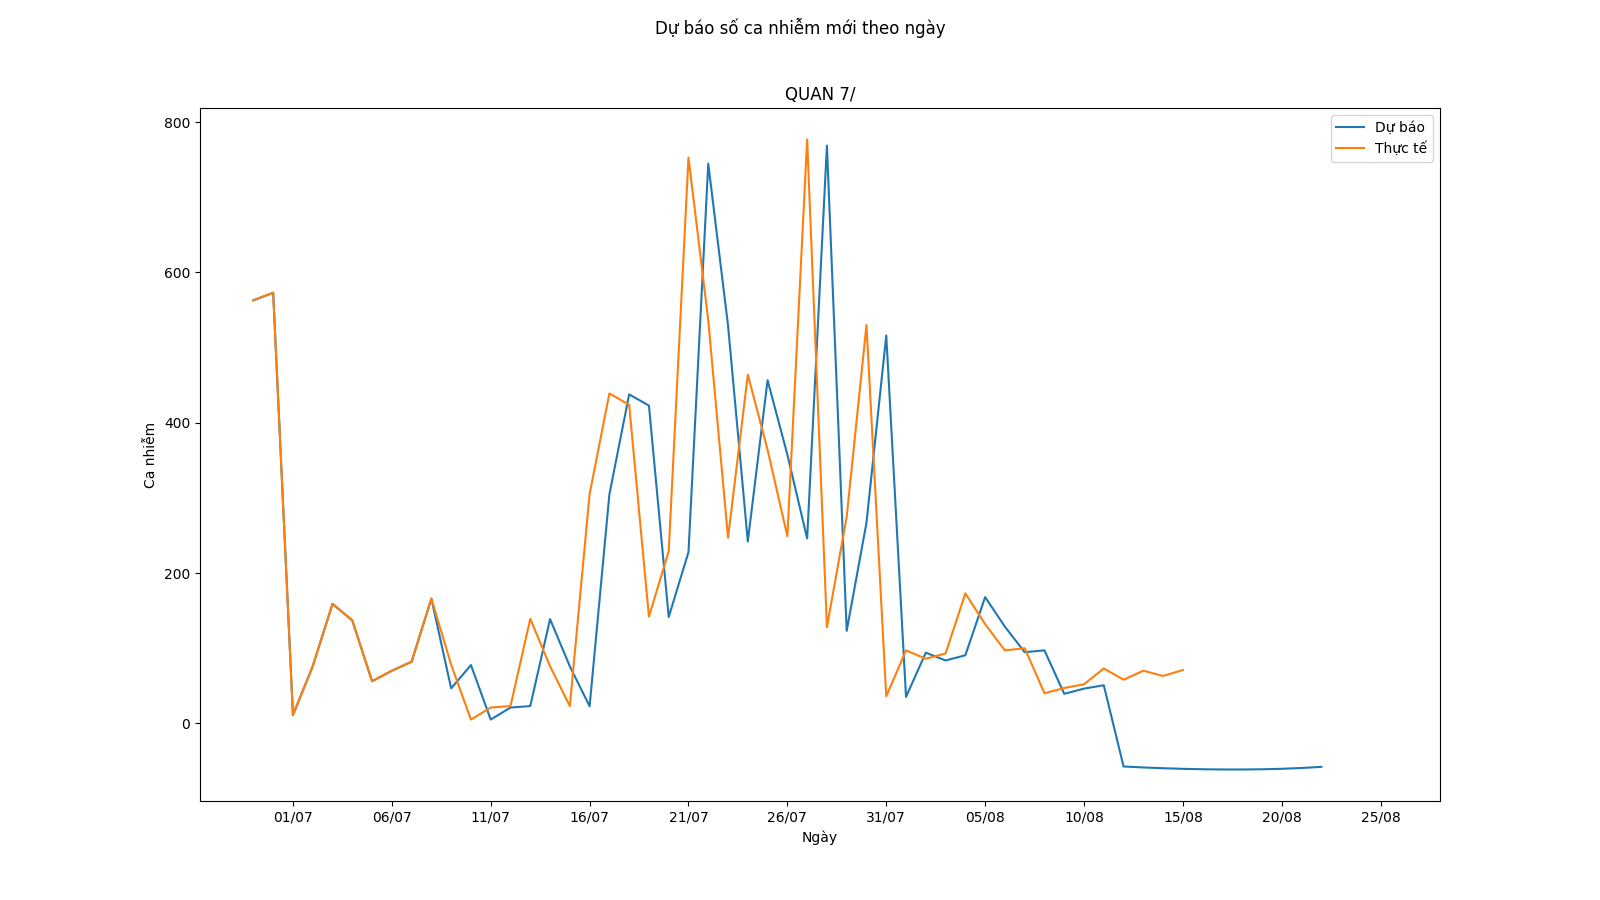 Dự báo số ca nhiễm mới theo ngày
QUAN 7/
Dự báo
Thực tế
800
600
400
200
0
Ca nhiễm
01/07 06/07 11/07 16/07 21/07 26/07 31/07 05/08 10/08 15/08 20/08 25/08
Ngày